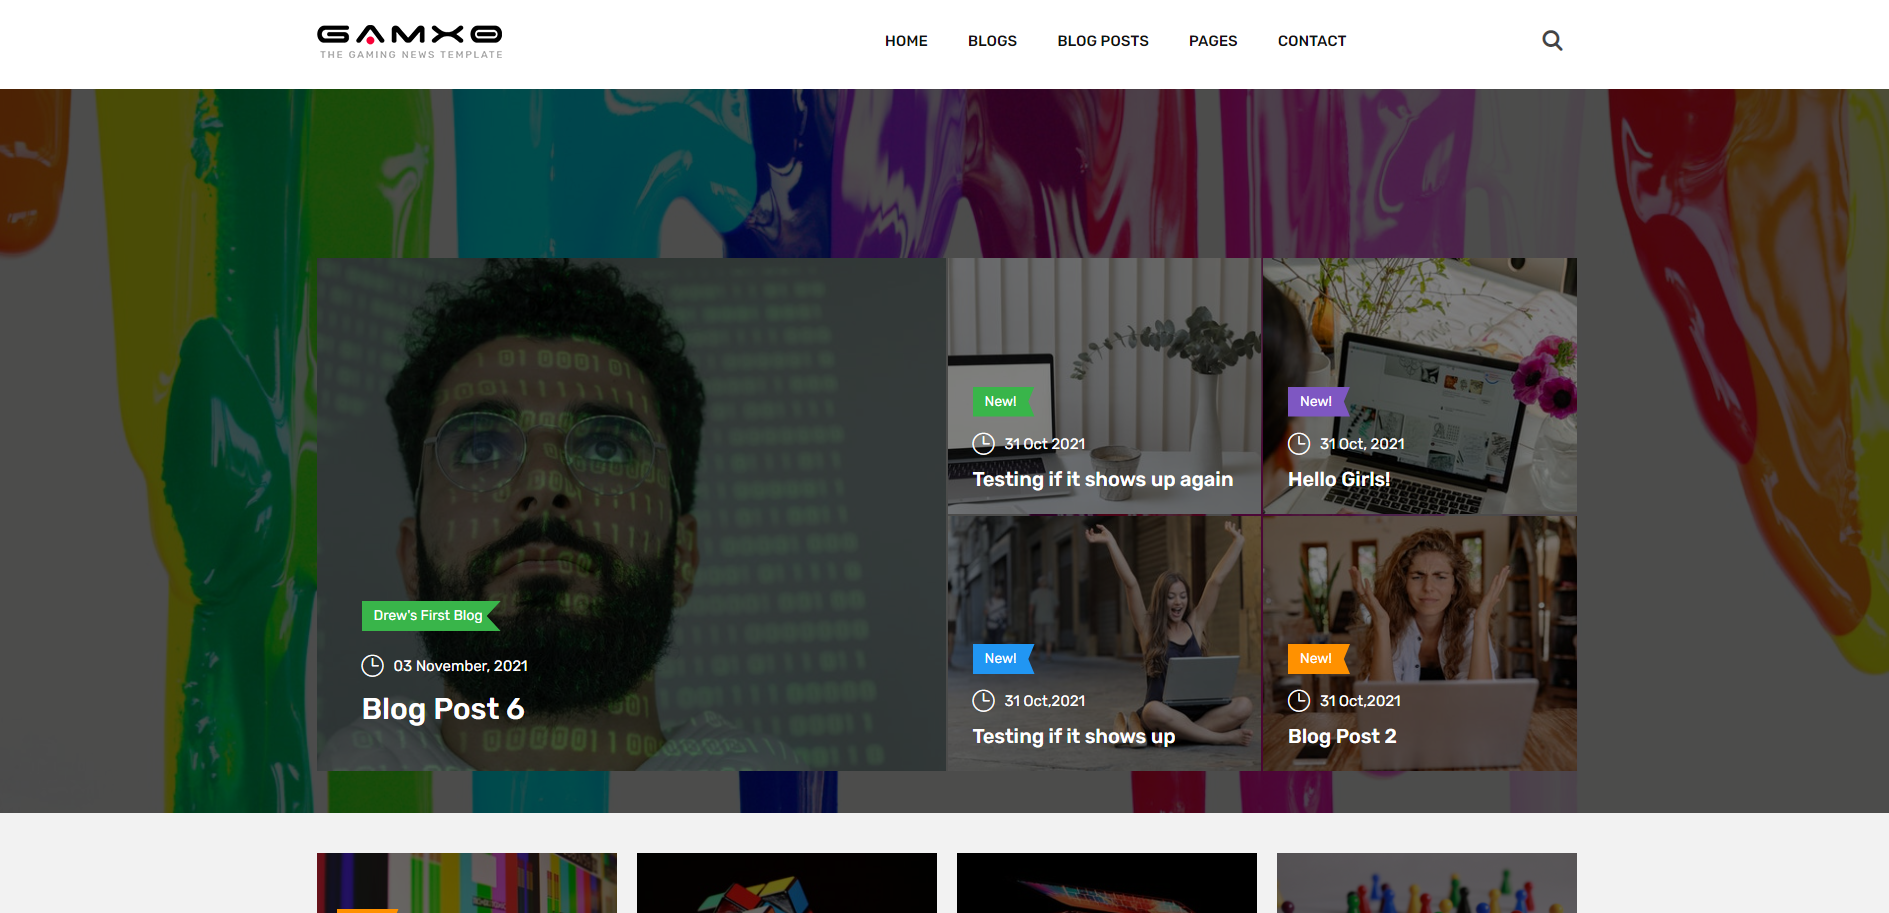 GAMXO
THE GAMING NEWS TEMPLATE
HOME
BLOGS
BLOG POSTS
PAGES
CONTACT
Drew's First Blog
03 November, 2021
Blog Post 6
New!
31 Oct 2021
Testing if it shows up again
New!
31 Oct, 2021
Hello Girls!
New!
31 Oct,2021
Testing if it shows up
New!
31 Oct,2021
Blog Post 2